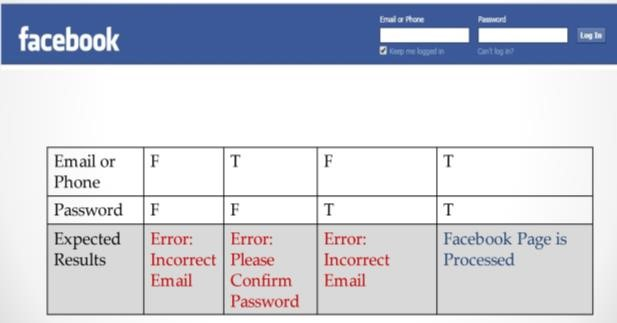 facebook
Email or Phone Password
Log In
Keep me logged in Can't log in?
Email or Phone F T F T
Password F F T T
Expected Results Error: Incorrect Email Error: Please Confirm Password Error: Incorrect Email Facebook Page is Processed